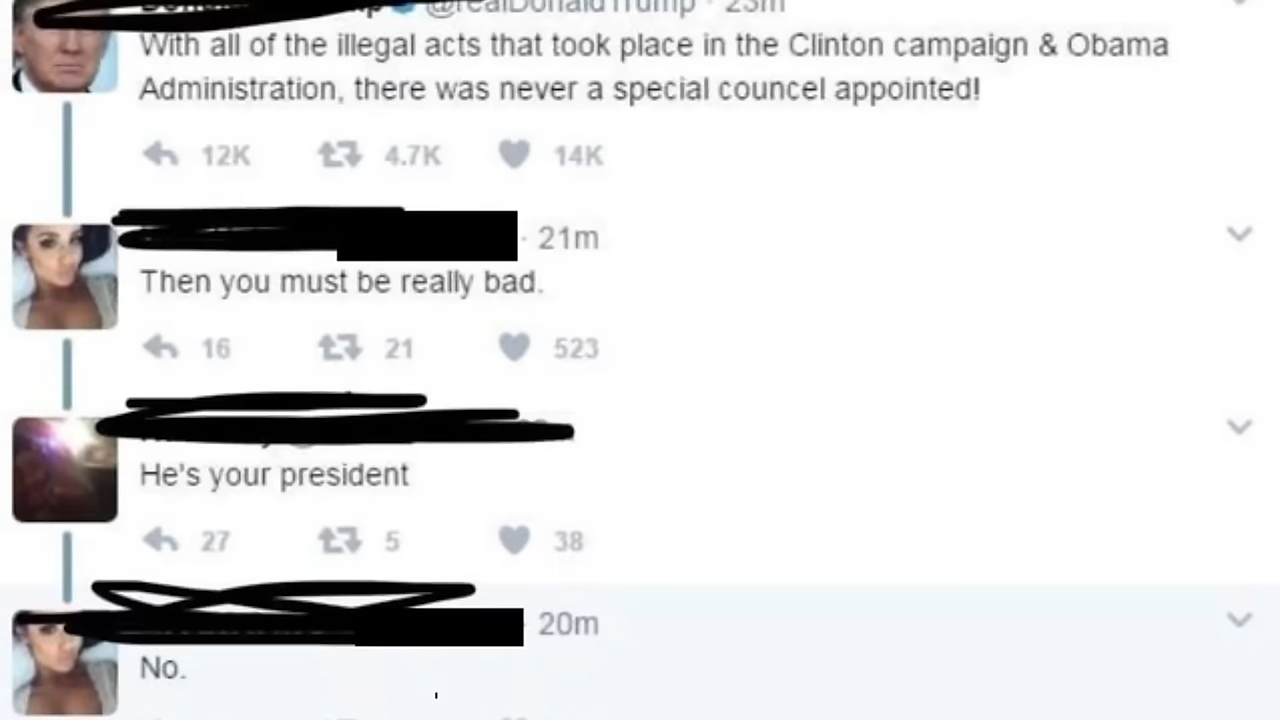 @realDonaldTrump · 23m
With all of the illegal acts that took place in the Clinton campaign & Obama
Administration, there was never a special councel appointed!
12K 4.7K 14K
· 21m
Then you must be really bad.
16 21 523
He's your president
27 5 38
20m
No.